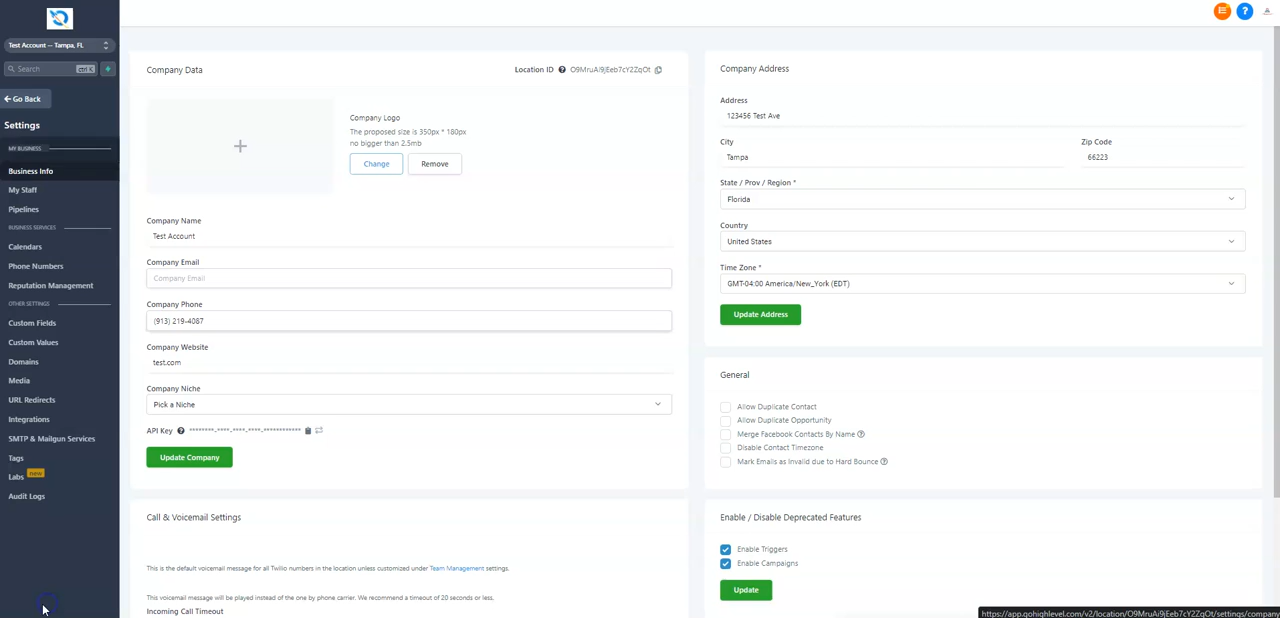 Test Account — Tampa, FL
Search
ctrl K
Go Back
Settings
MY BUSINESS
Business Info
My Staff
Pipelines
BUSINESS SERVICES
Calendars
Phone Numbers
Reputation Management
OTHER SETTINGS
Custom Fields
Custom Values
Domains
Media
URL Redirects
Integrations
SMTP & Mailgun Services
Tags
Labs new
Audit Logs
Company Data
Location ID ? O9MruAi9jEeb7cY2ZqOt
Company Logo
The proposed size is 350px * 180px
no bigger than 2.5mb
Change
Remove
Company Name
Test Account
Company Email
Company Email
Company Phone
(913) 219-4087
Company Website
test.com
Company Niche
Pick a Niche
API Key ? ********-****-****-****-************
Update Company
Call & Voicemail Settings
This is the default voicemail message for all Twilio numbers in the location unless customized under Team Management settings.
This voicemail message will be played instead of the one by phone carrier. We recommend a timeout of 20 seconds or less.
Incoming Call Timeout
?
Company Address
Address
123456 Test Ave
City
Zip Code
Tampa
66223
State / Prov / Region *
Florida
Country
United States
Time Zone *
GMT-04:00 America/New_York (EDT)
Update Address
General
Allow Duplicate Contact
Allow Duplicate Opportunity
Merge Facebook Contacts By Name ?
Disable Contact Timezone
Mark Emails as Invalid due to Hard Bounce ?
Enable / Disable Deprecated Features
Enable Triggers
Enable Campaigns
Update
https://app.gohighlevel.com/v2/location/O9MruAi9jEeb7cY2ZqOt/settings/company